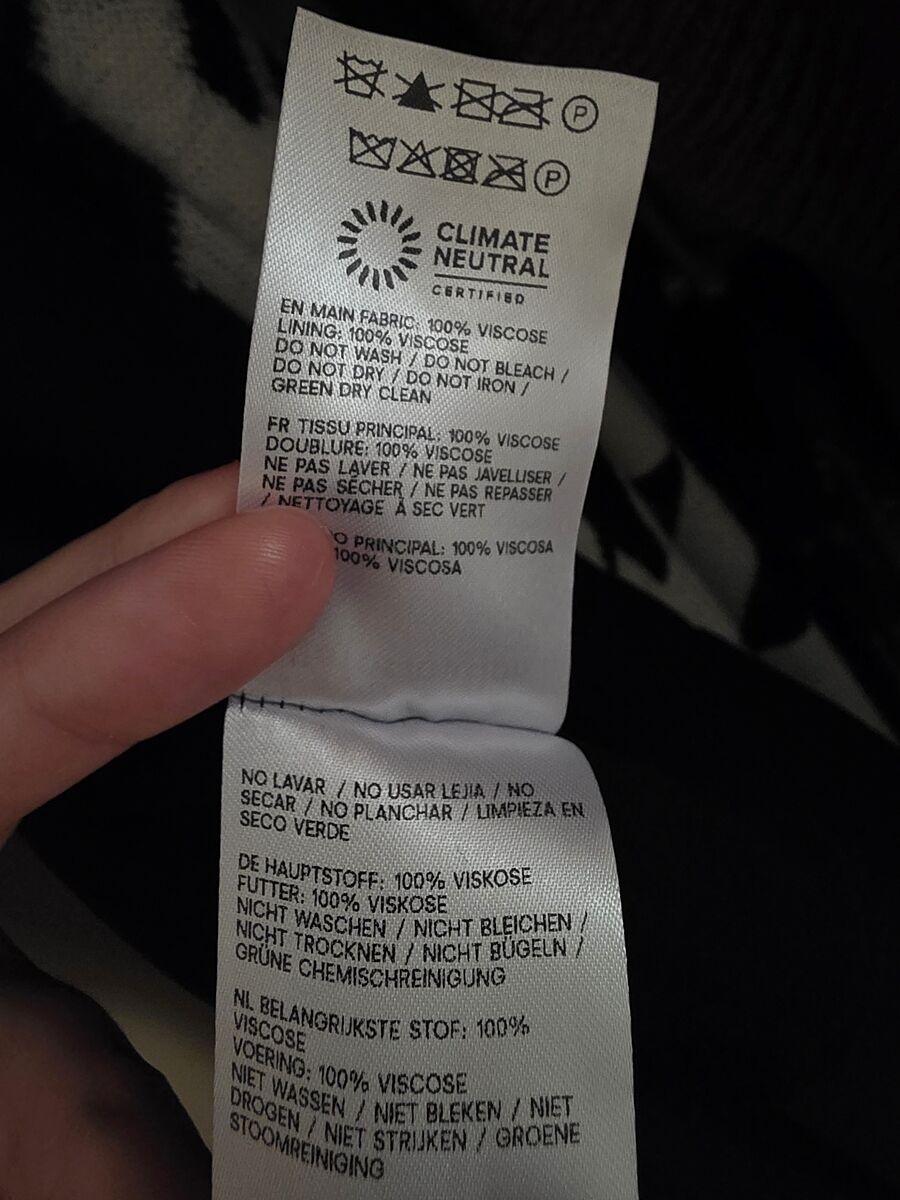 P
P
CLIMATE
NEUTRAL
CERTIFIED
EN MAIN FABRIC: 100% VISCOSE
LINING: 100% VISCOSE
DO NOT WASH / DO NOT BLEACH /
DO NOT DRY / DO NOT IRON /
GREEN DRY CLEAN
FR TISSU PRINCIPAL: 100% VISCOSE
DOUBLURE: 100% VISCOSE
NE PAS LAVER / NE PAS JAVELLISER /
NE PAS SÉCHER / NE PAS REPASSER
/ NETTOYAGE À SEC VERT
PRINCIPAL: 100% VISCOSA
100% VISCOSA
NO LAVAR / NO USAR LEJIA / NO
SECAR / NO PLANCHAR / LIMPIEZA EN
SECO VERDE
DE HAUPTSTOFF: 100% VISKOSE
FUTTER: 100% VISKOSE
NICHT WASCHEN / NICHT BLEICHEN /
NICHT TROCKNEN / NICHT BÜGELN /
GRÜNE CHEMISCHREINIGUNG
NL BELANGRIJKSTE STOF: 100%
VISCOSE
VOERING: 100% VISCOSE
NIET WASSEN / NIET BLEKEN / NIET
DROGEN / NIET STRIJKEN / GROENE
STOOMREINIGING